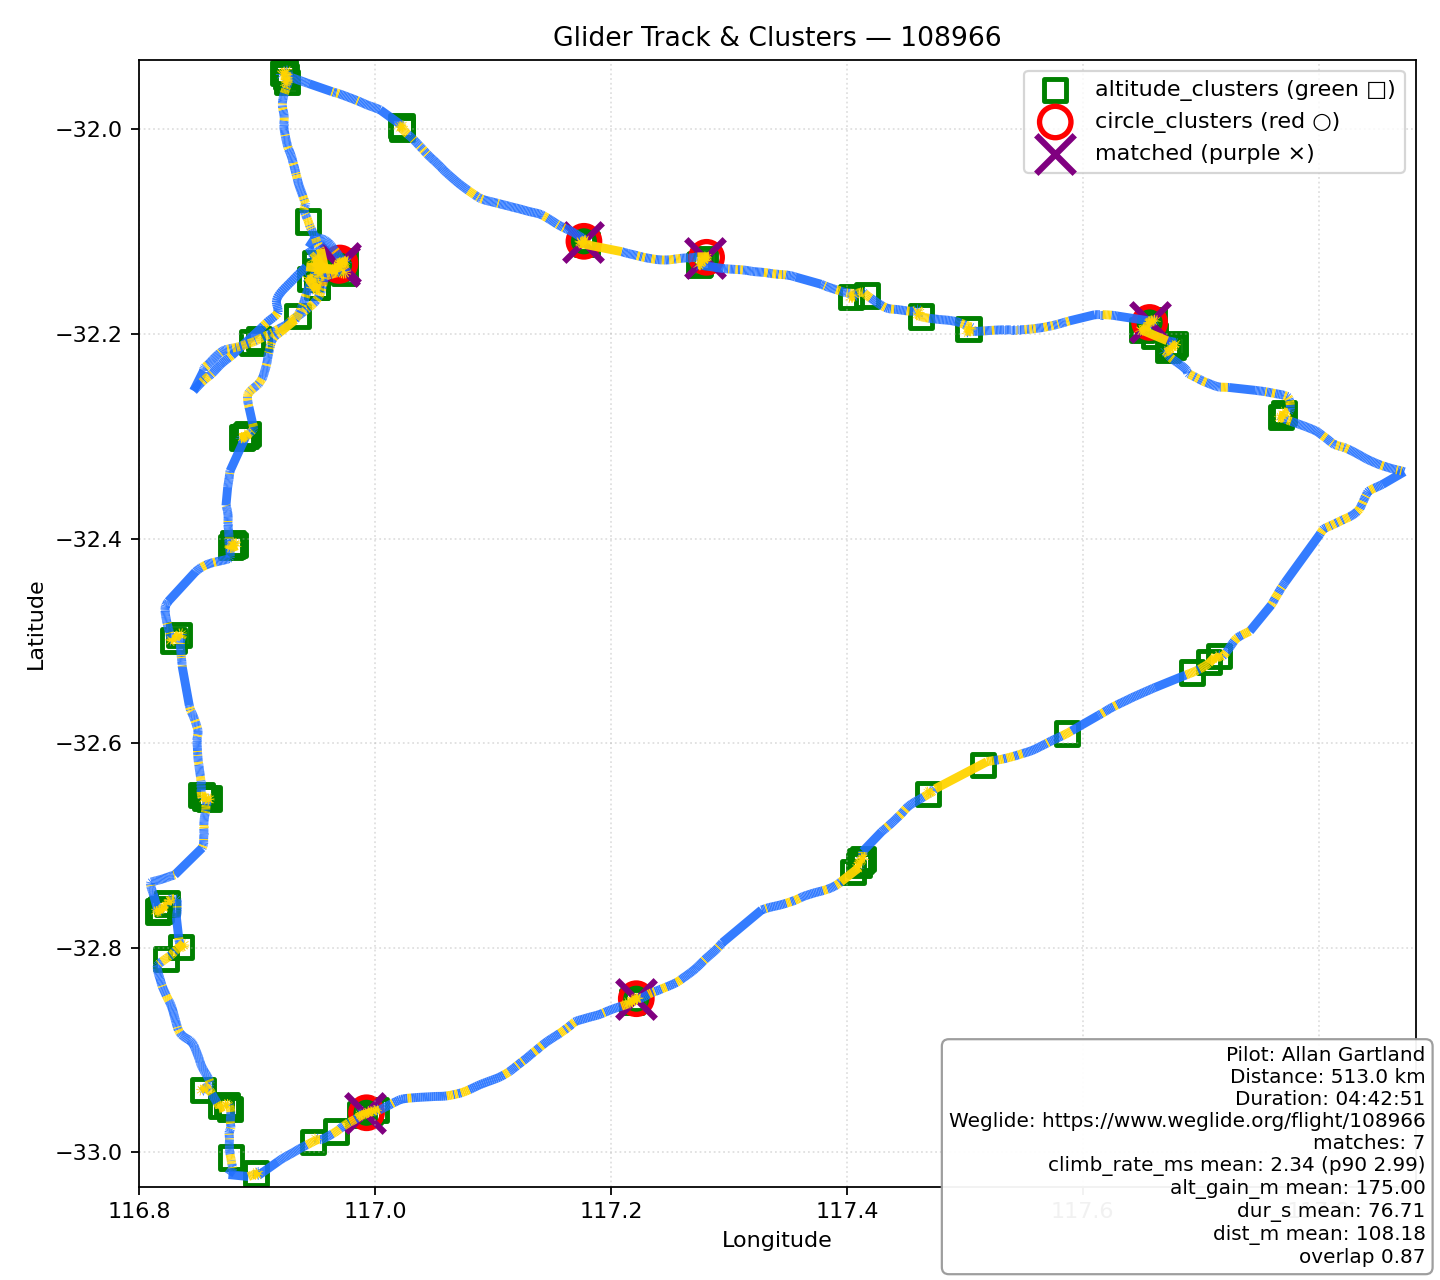 Glider Track & Clusters — 108966
altitude_clusters (green □)
circle_clusters (red ○)
matched (purple ×)
Latitude
−32.0
−32.2
−32.4
−32.6
−32.8
−33.0
116.8
117.0
117.2
117.4
117.6
Longitude
Pilot: Allan Gartland
Distance: 513.0 km
Duration: 04:42:51
Weglide: https://www.weglide.org/flight/108966
matches: 7
climb_rate_ms mean: 2.34 (p90 2.99)
alt_gain_m mean: 175.00
dur_s mean: 76.71
dist_m mean: 108.18
overlap 0.87